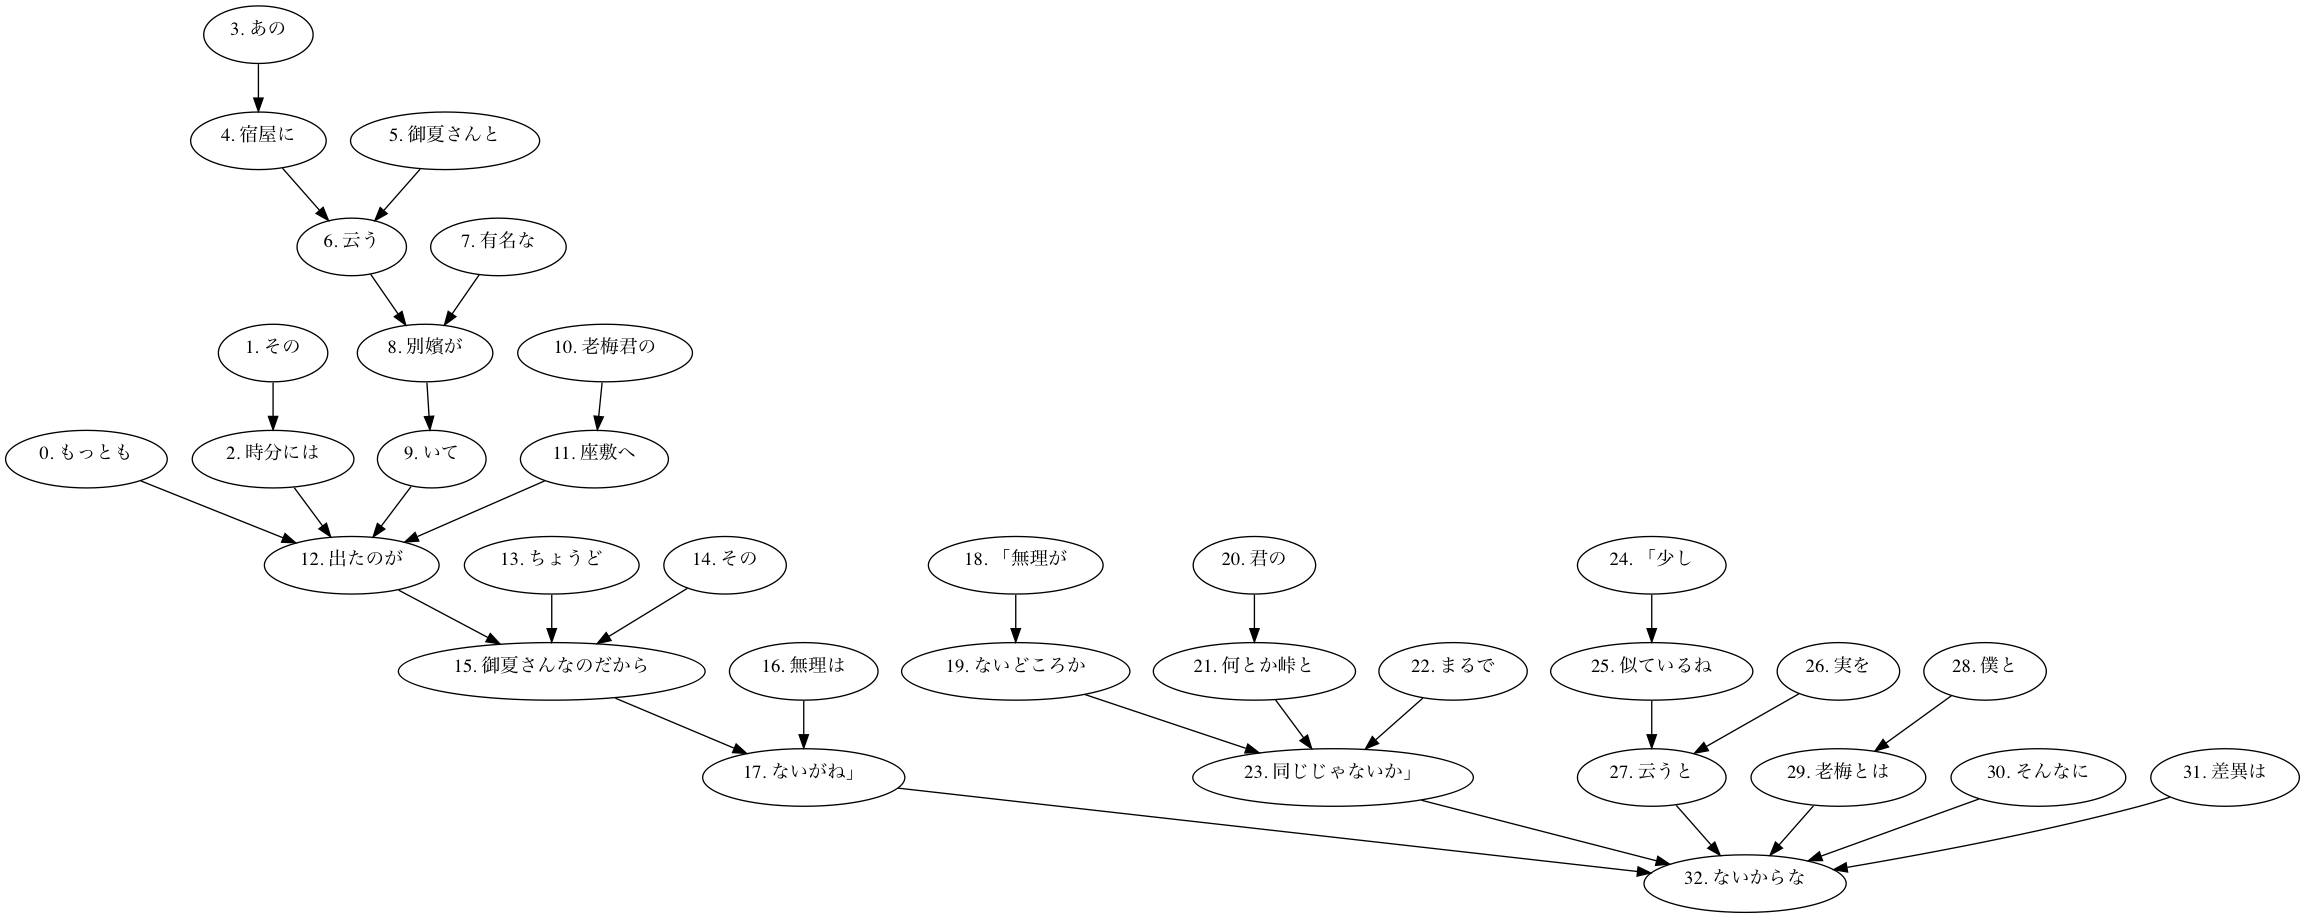 3. あの
4. 宿屋に
5. 御夏さんと
6. 云う
7. 有名な
1. その
8. 別嬪が
10. 老梅君の
0. もっとも
2. 時分には
9. いて
11. 座敷へ
12. 出たのが
13. ちょうど
14. その
18. 「無理が
20. 君の
24. 「少し
15. 御夏さんなのだから
16. 無理は
19. ないどころか
21. 何とか峠と
22. まるで
25. 似ているね
26. 実を
28. 僕と
17. ないがね」
23. 同じじゃないか」
27. 云うと
29. 老梅とは
30. そんなに
31. 差異は
32. ないからな